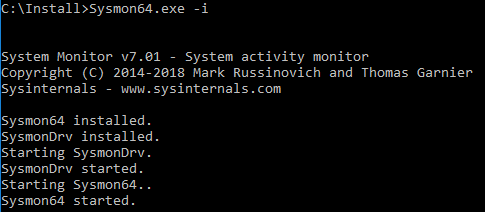 C:\Install>Sysmon64.exe -i
System Monitor v7.01 - System activity monitor
Copyright (C) 2014-2018 Mark Russinovich and Thomas Garnier
Sysinternals - www.sysinternals.com
Sysmon64 installed.
SysmonDrv installed.
Starting SysmonDrv.
SysmonDrv started.
Starting Sysmon64..
Sysmon64 started.